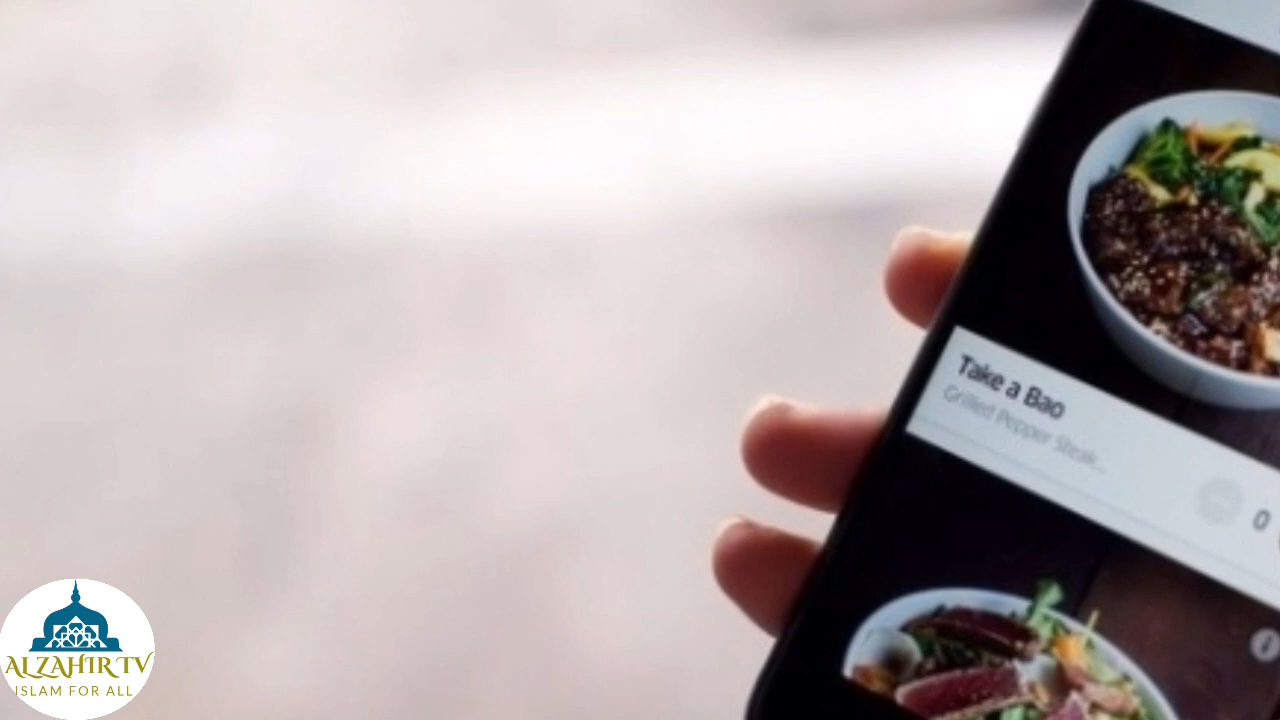 Take a Bao
Grilled Pepper Steak...
0
i
ALZAHIR TV
ISLAM FOR ALL